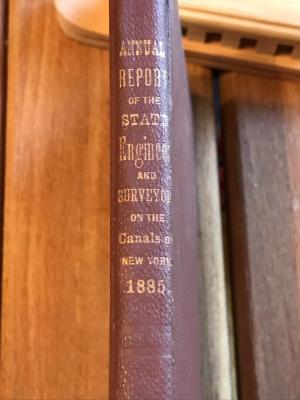 ANNUAL
REPORT
OF THE
STATE
Engineer
AND
SURVEYOR
ON THE
Canals of
NEW YORK
1885